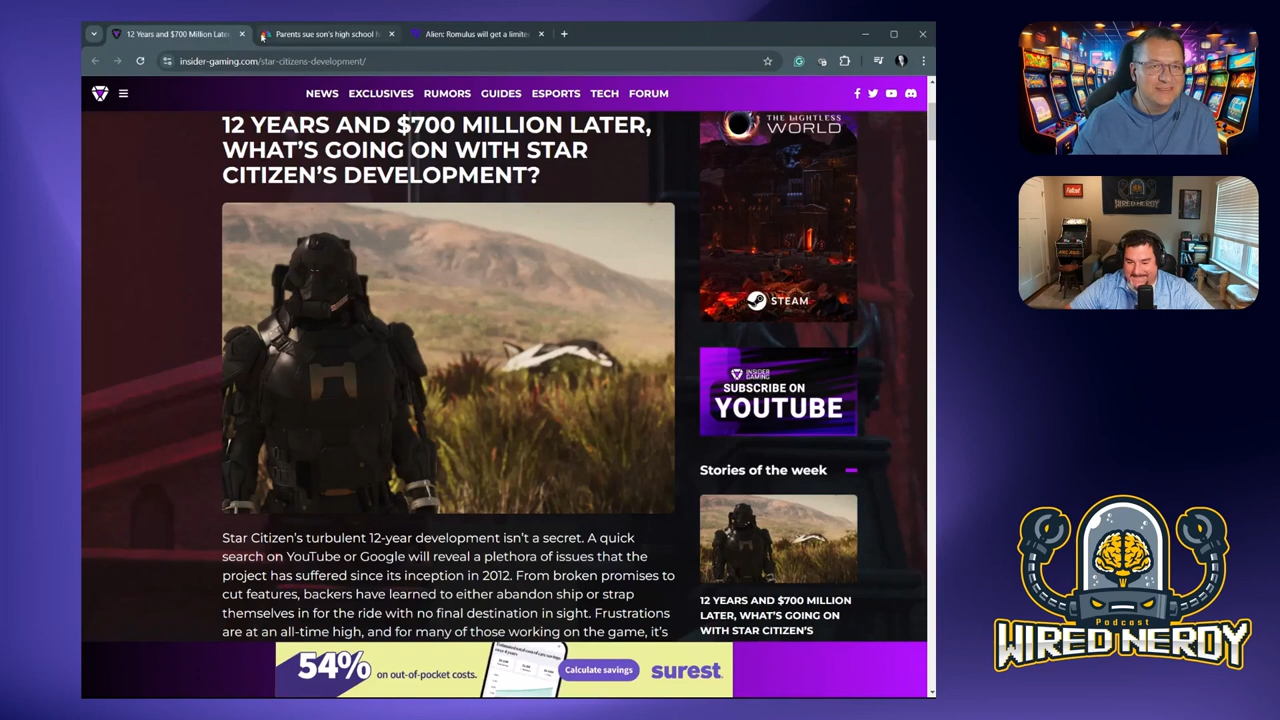 12 Years and $700 Million Later
Parents sue son's high school h
Alien: Romulus will get a limite
insider-gaming.com/star-citizens-development/
NEWS EXCLUSIVES RUMORS GUIDES ESPORTS TECH FORUM
12 YEARS AND $700 MILLION LATER,
WHAT'S GOING ON WITH STAR
CITIZEN'S DEVELOPMENT?
Star Citizen's turbulent 12-year development isn't a secret. A quick
search on YouTube or Google will reveal a plethora of issues that the
project has suffered since its inception in 2012. From broken promises to
cut features, backers have learned to either abandon ship or strap
themselves in for the ride with no final destination in sight. Frustrations
are at an all-time high, and for many of those working on the game, it's
THE LIGHTLESS
WORLD
STEAM
INSIDER
GAMING
SUBSCRIBE ON
YOUTUBE
Stories of the week
12 YEARS AND $700 MILLION
LATER, WHAT'S GOING ON
WITH STAR CITIZEN'S
54% on out-of-pocket costs.
Calculate savings
surest
Fallout
WIRED NERDY
Podcast
WIRED NERDY